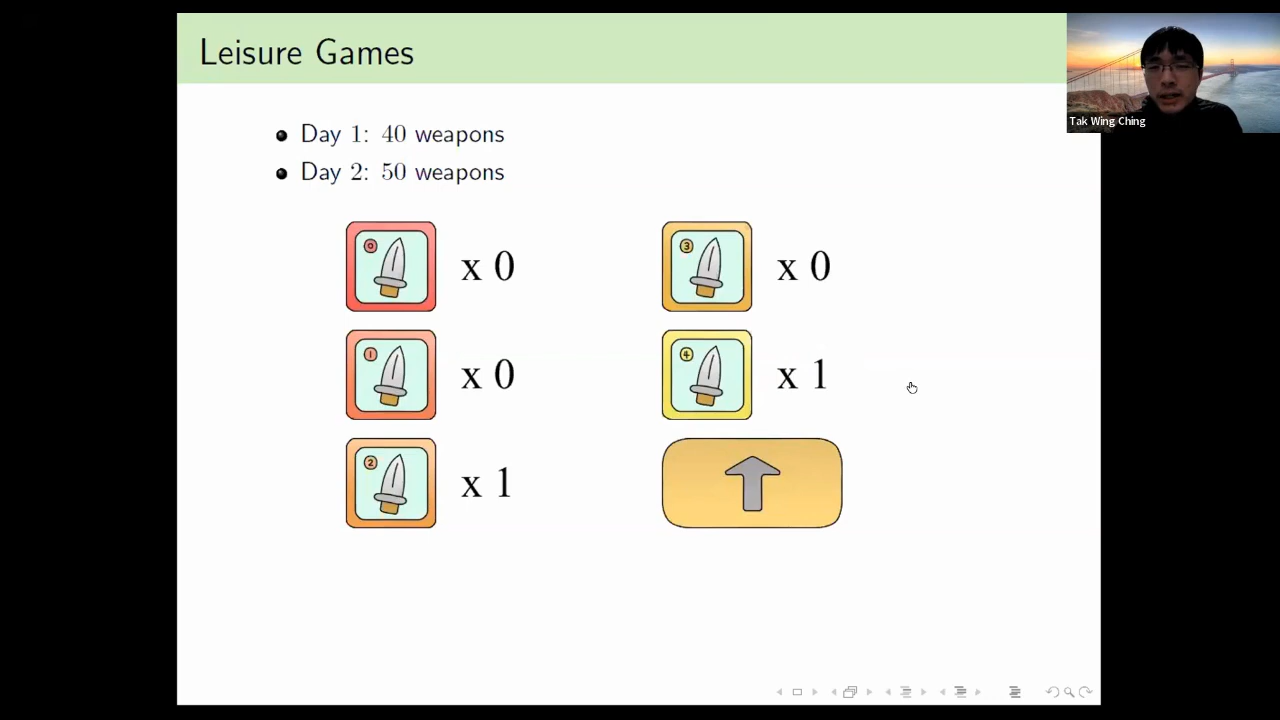 Leisure Games
Tak Wing Ching
Day 1: 40 weapons
Day 2: 50 weapons
0 x 0
3 x 0
1 x 0
4 x 1
2 x 1